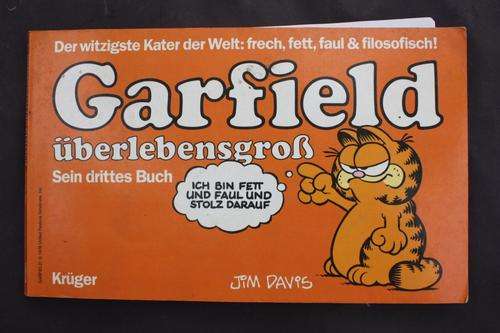 Der witzigste Kater der Welt: frech, fett, faul & filosofisch!
Garfield
überlebensgroß
Sein drittes Buch
ICH BIN FETT
UND FAUL UND
STOLZ DARAUF
Krüger
JIM DAVIS